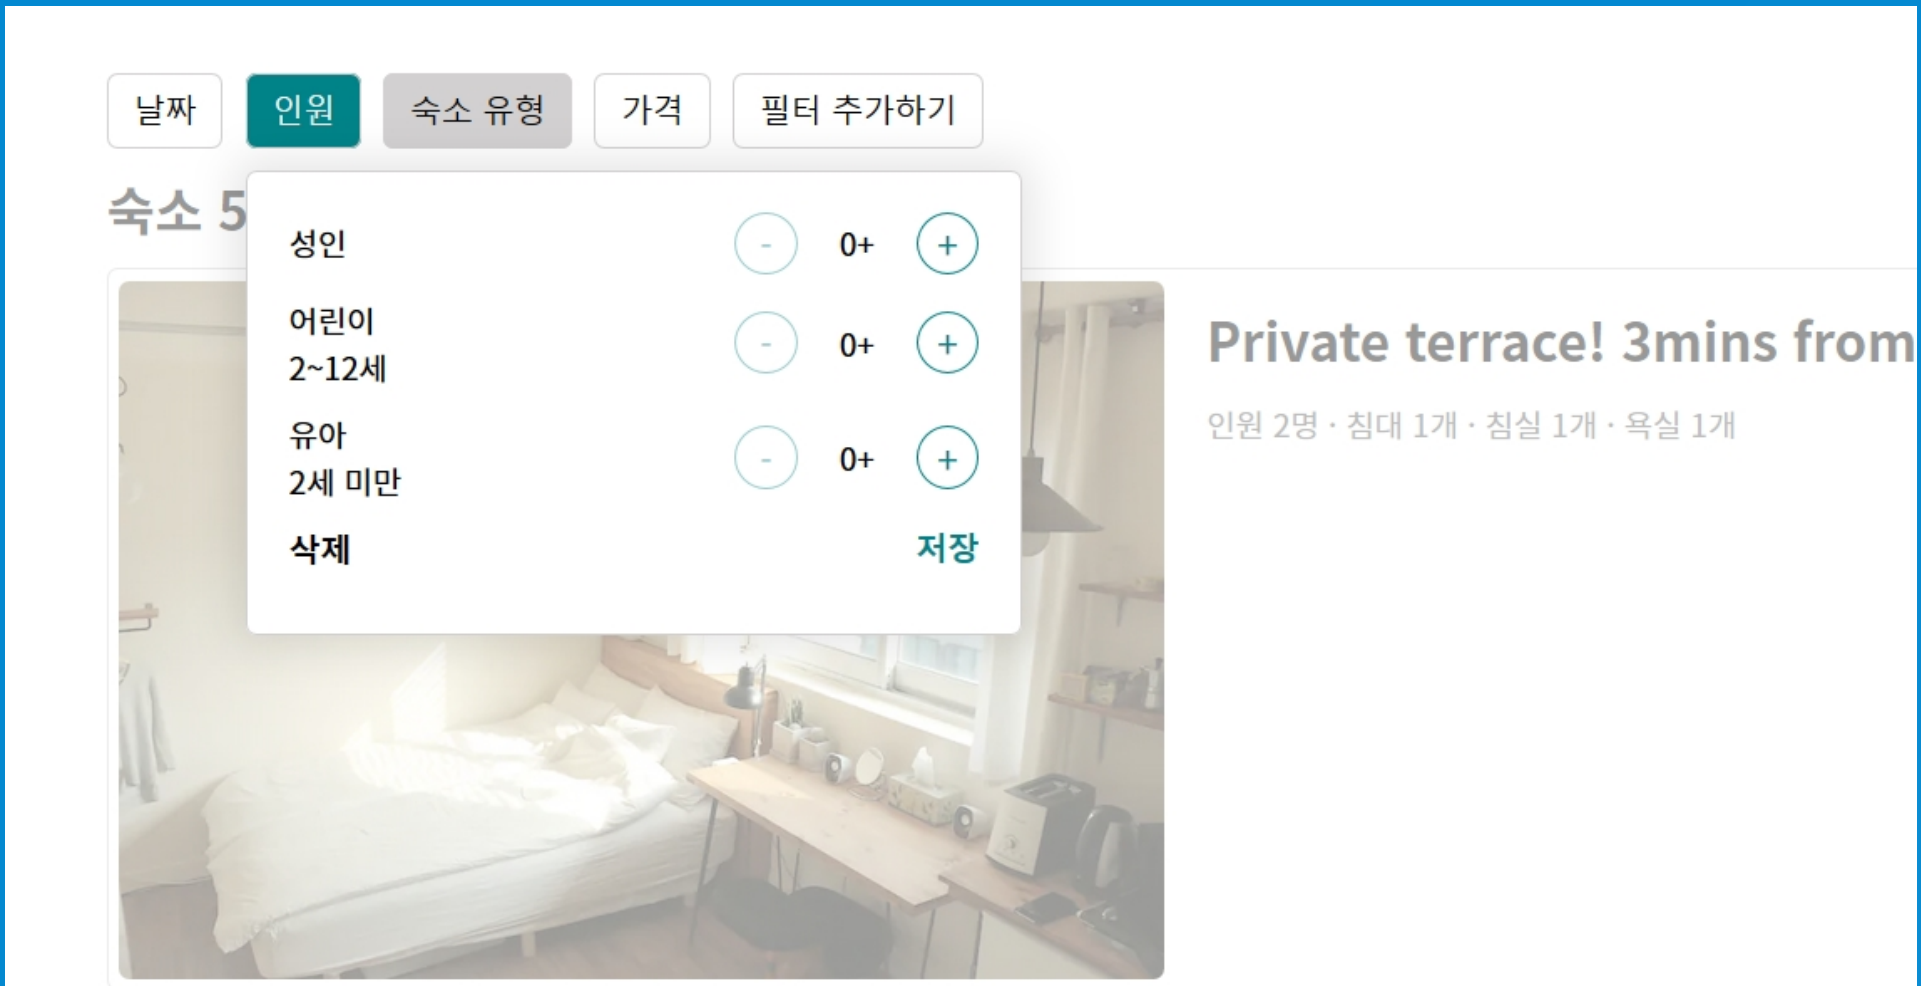 날짜 인원 숙소 유형 가격 필터 추가하기
숙소 5
성인 - 0+ +
어린이
2~12세 - 0+ +
유아
2세 미만 - 0+ +
삭제 저장
Private terrace! 3mins from
인원 2명 · 침대 1개 · 침실 1개 · 욕실 1개